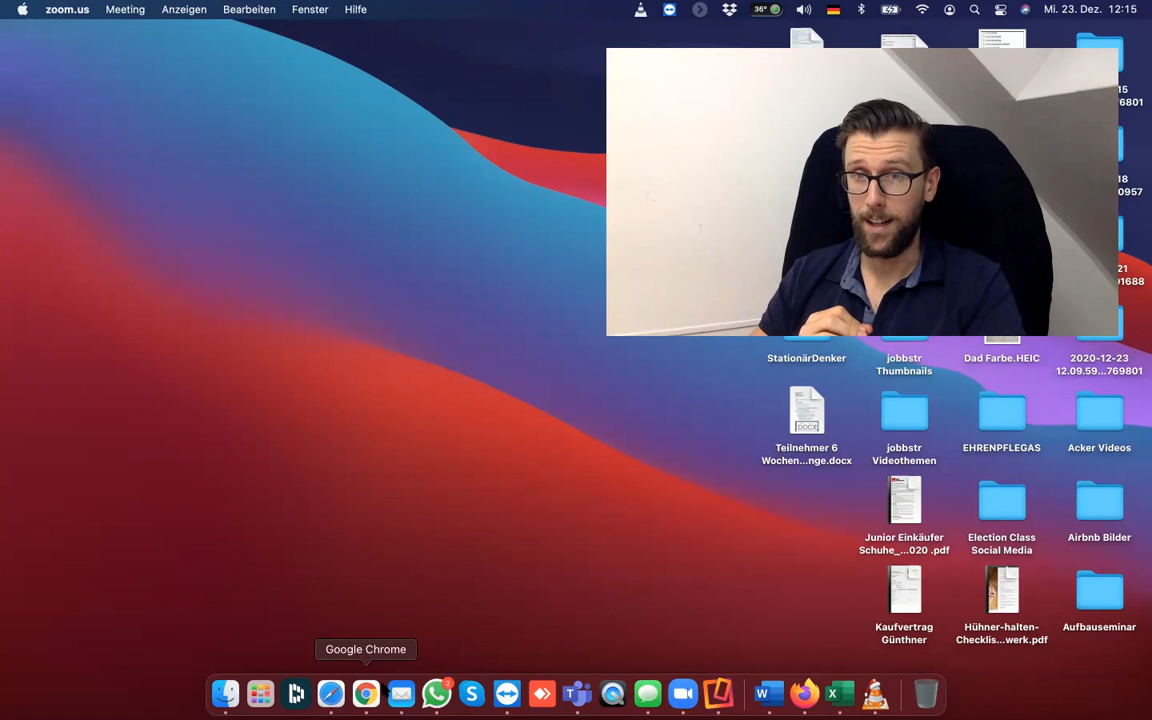 zoom.us Meeting Anzeigen Bearbeiten Fenster Hilfe
36° Mi. 23. Dez. 12:15
15
76801
18
0957
21
01688
StationärDenker
jobbstr
Thumbnails
Dad Farbe.HEIC
2020-12-23
12.09.59...769801
DOCX
Teilnehmer 6
Wochen...nge.docx
jobbstr
Videothemen
EHRENPFLEGAS
Acker Videos
Junior Einkäufer
Schuhe_...020 .pdf
Election Class
Social Media
Airbnb Bilder
Kaufvertrag
Günthner
Hühner-halten-
Checklis...werk.pdf
Aufbauseminar
Google Chrome
2